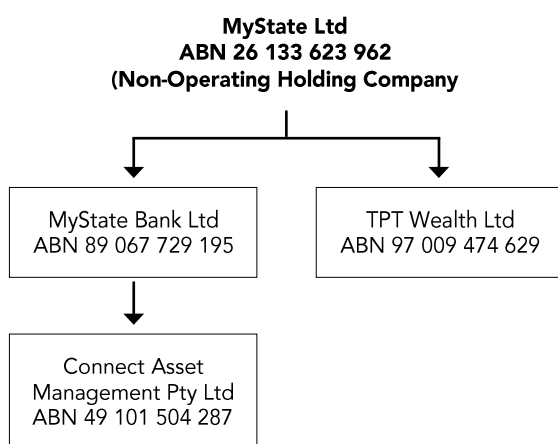 MyState Ltd
ABN 26 133 623 962
(Non-Operating Holding Company
MyState Bank Ltd
ABN 89 067 729 195
TPT Wealth Ltd
ABN 97 009 474 629
Connect Asset
Management Pty Ltd
ABN 49 101 504 287